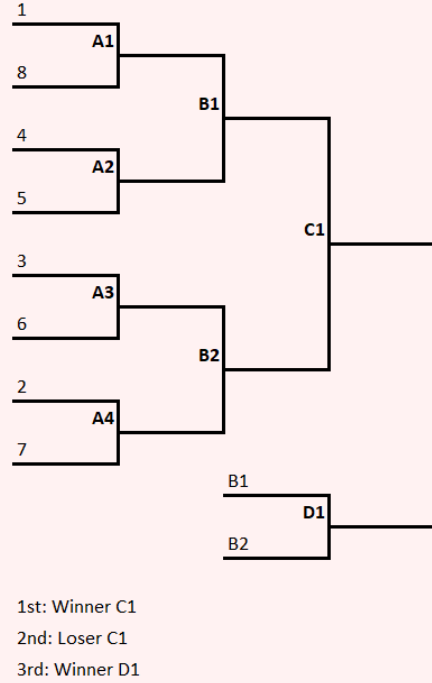 1
A1
8
B1
4
A2
5
C1
3
A3
6
B2
2
A4
7
B1
D1
B2
1st: Winner C1
2nd: Loser C1
3rd: Winner D1